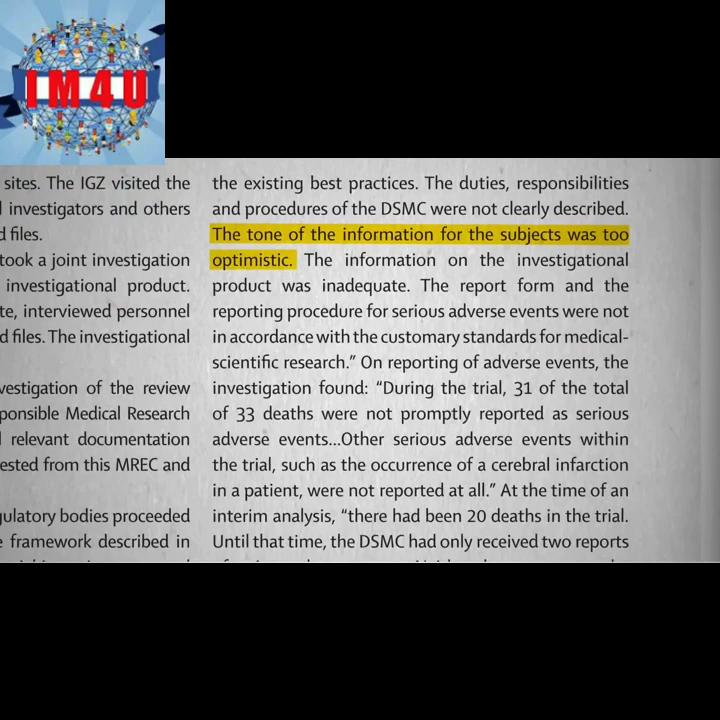 IM4U
sites. The IGZ visited the
investigators and others
files.
took a joint investigation
investigational product.
interviewed personnel
files. The investigational
of the review
Medical Research
relevant documentation
from this MREC and
bodies proceeded
framework described in
the existing best practices. The duties, responsibilities
and procedures of the DSMC were not clearly described.
The tone of the information for the subjects was too
optimistic. The information on the investigational
product was inadequate. The report form and the
reporting procedure for serious adverse events were not
in accordance with the customary standards for medical-
scientific research.” On reporting of adverse events, the
investigation found: “During the trial, 31 of the total
of 33 deaths were not promptly reported as serious
adverse events...Other serious adverse events within
the trial, such as the occurrence of a cerebral infarction
in a patient, were not reported at all.” At the time of an
interim analysis, “there had been 20 deaths in the trial.
Until that time, the DSMC had only received two reports